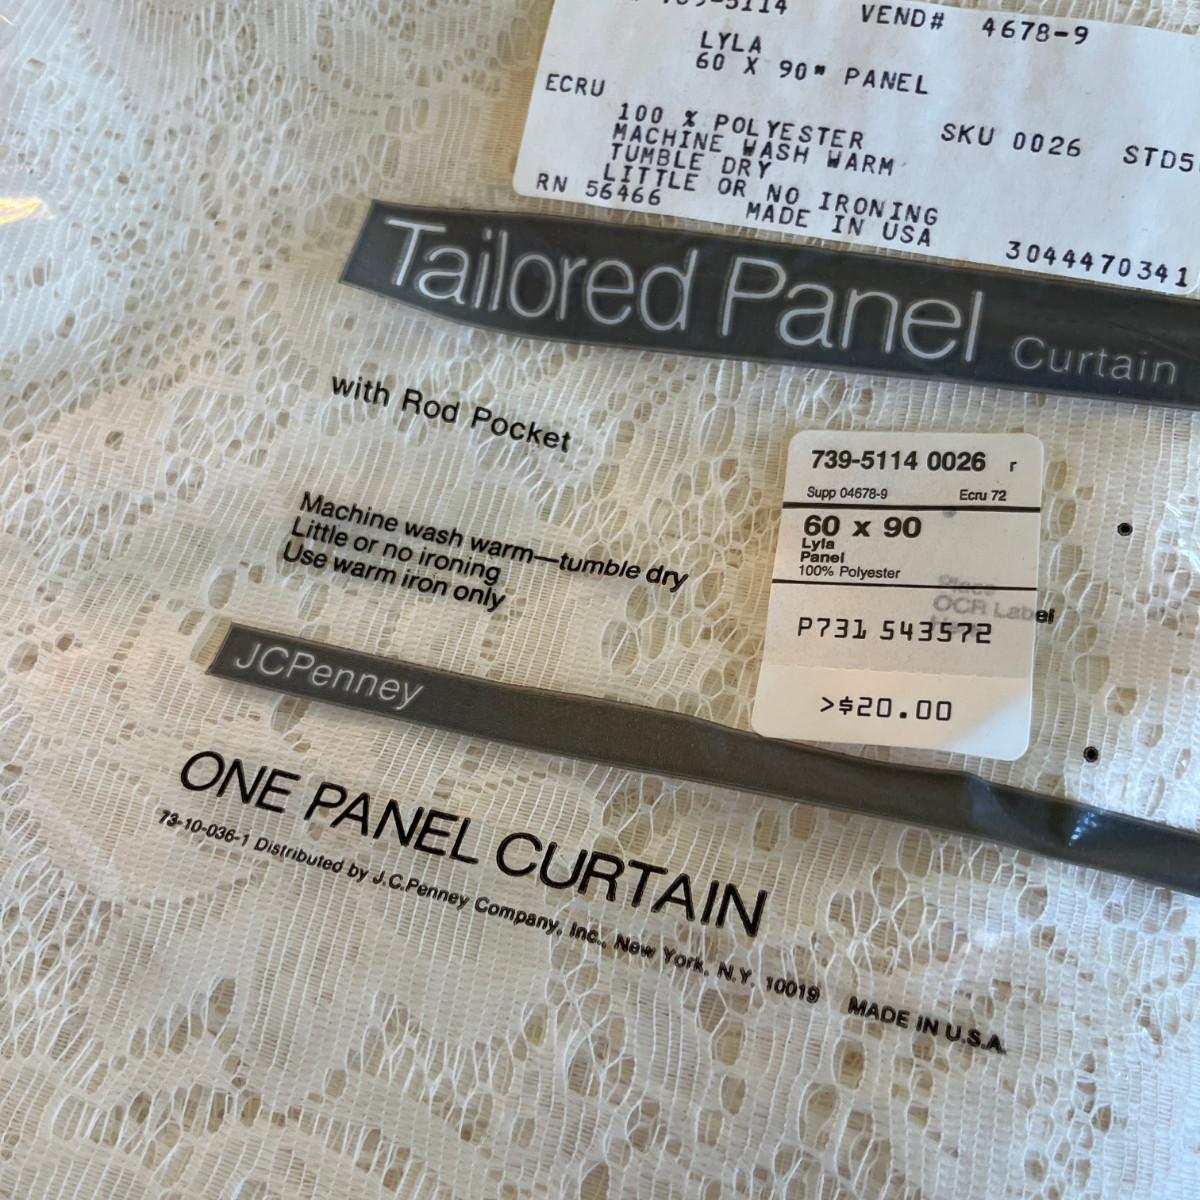 5114 VEND# 4678-9
LYLA
60 X 90" PANEL
ECRU
100 % POLYESTER SKU 0026
MACHINE WASH WARM
TUMBLE DRY
LITTLE OR NO IRONING
RN 56466 MADE IN USA
3044470341
Tailored Panel Curtain
with Rod Pocket
Machine wash warm—tumble dry
Little or no ironing
Use warm iron only
739-5114 0026 r
Supp 04678-9 Ecru 72
60 x 90
Lyla
Panel
100% Polyester
Place
OCR Label
P731 543572
>$20.00
JCPenney
ONE PANEL CURTAIN
73-10-036-1 Distributed by J.C.Penney Company, Inc., New York, N.Y. 10019 MADE IN U.S.A.